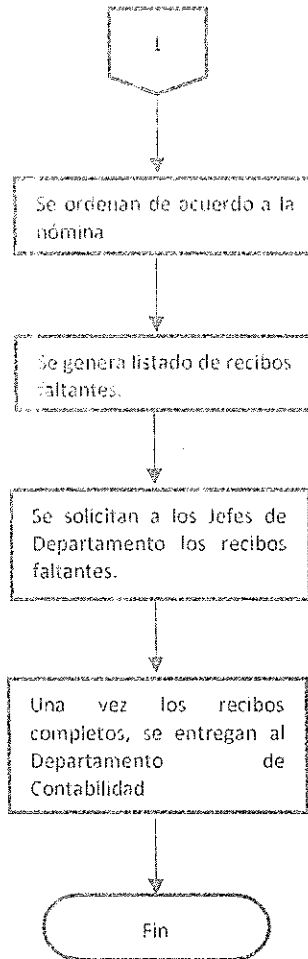 1
Se ordenan de acuerdo a la
nómina
Se genera listado de recibos
faltantes.
Se solicitan a los Jefes de
Departamento los recibos
faltantes.
Una vez los recibos
completos, se entregan al
Departamento de
Contabilidad
Fin